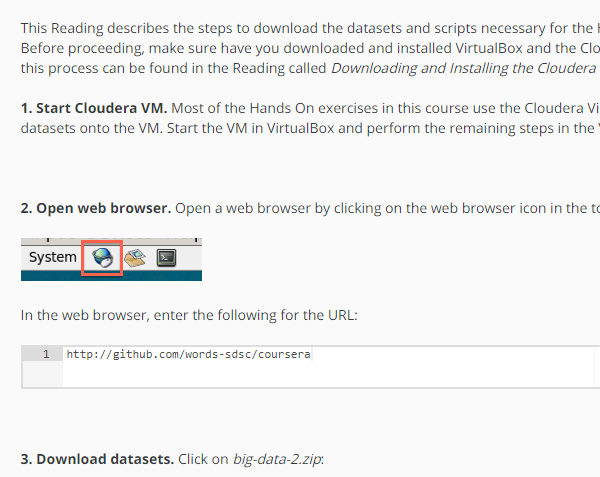 This Reading describes the steps to download the datasets and scripts necessary for the
Before proceeding, make sure have you downloaded and installed VirtualBox and the Clo
this process can be found in the Reading called Downloading and Installing the Cloudera
1. Start Cloudera VM. Most of the Hands On exercises in this course use the Cloudera Vi
datasets onto the VM. Start the VM in VirtualBox and perform the remaining steps in the
2. Open web browser. Open a web browser by clicking on the web browser icon in the to
System
In the web browser, enter the following for the URL:
1 http://github.com/words-sdsc/coursera
3. Download datasets. Click on big-data-2.zip: